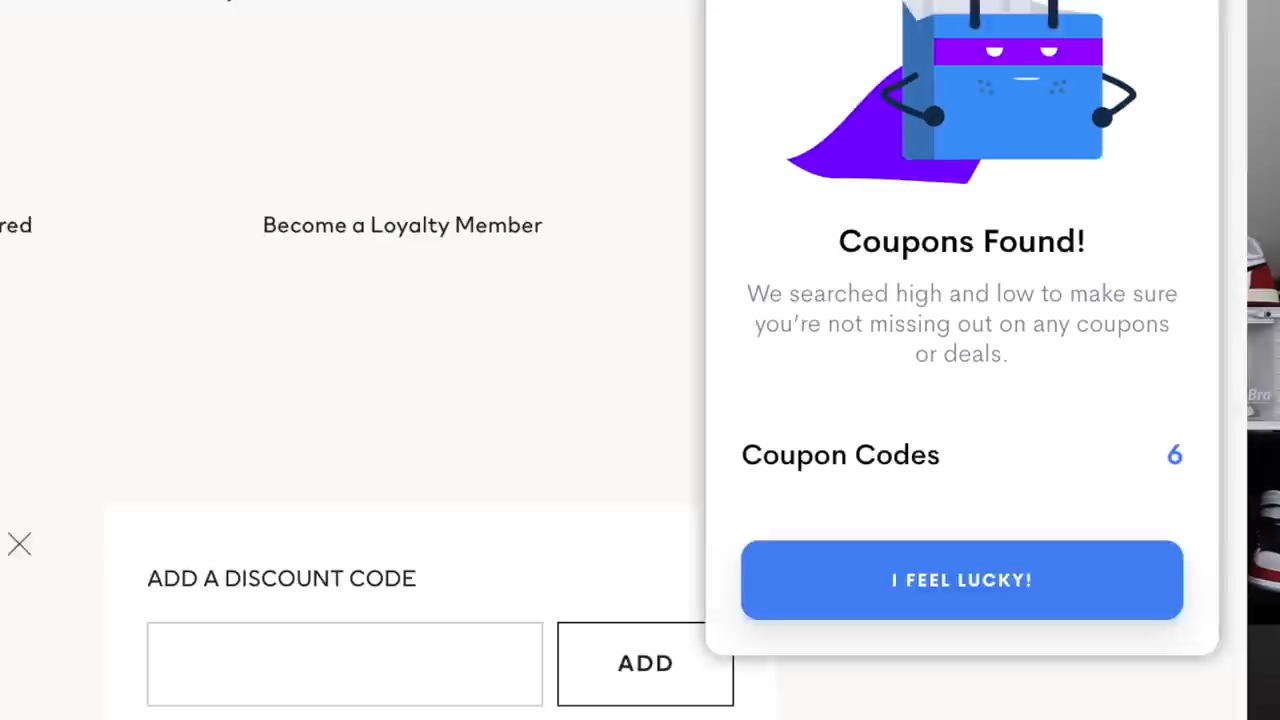 red
Become a Loyalty Member
Coupons Found!
We searched high and low to make sure
you're not missing out on any coupons
or deals.
Coupon Codes
6
I FEEL LUCKY!
ADD A DISCOUNT CODE
ADD
Bro